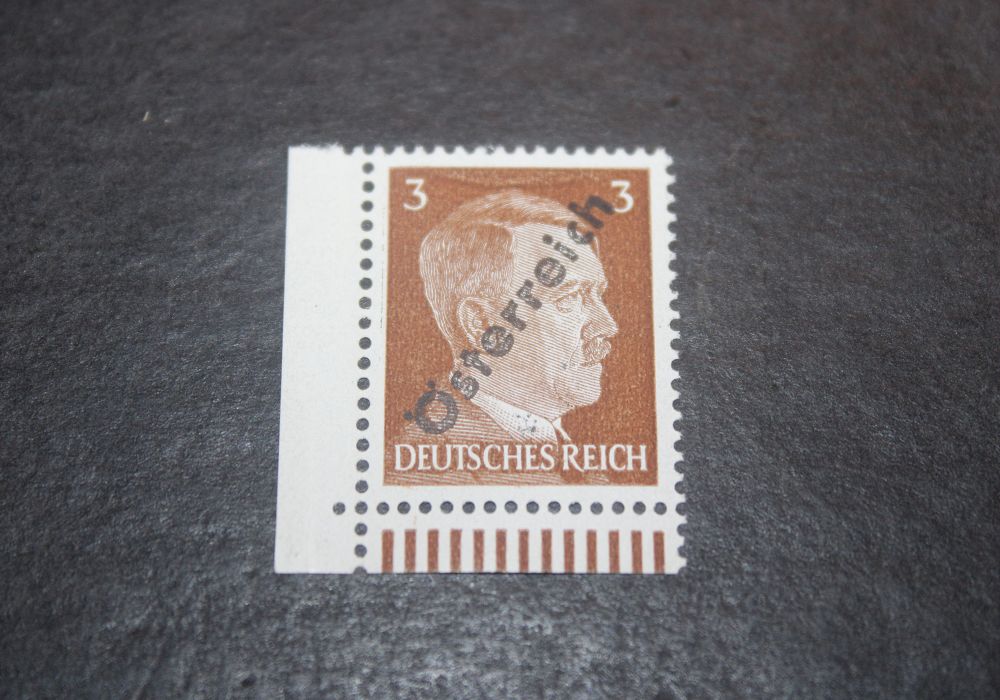 3 3
Österreich
DEUTSCHES REICH